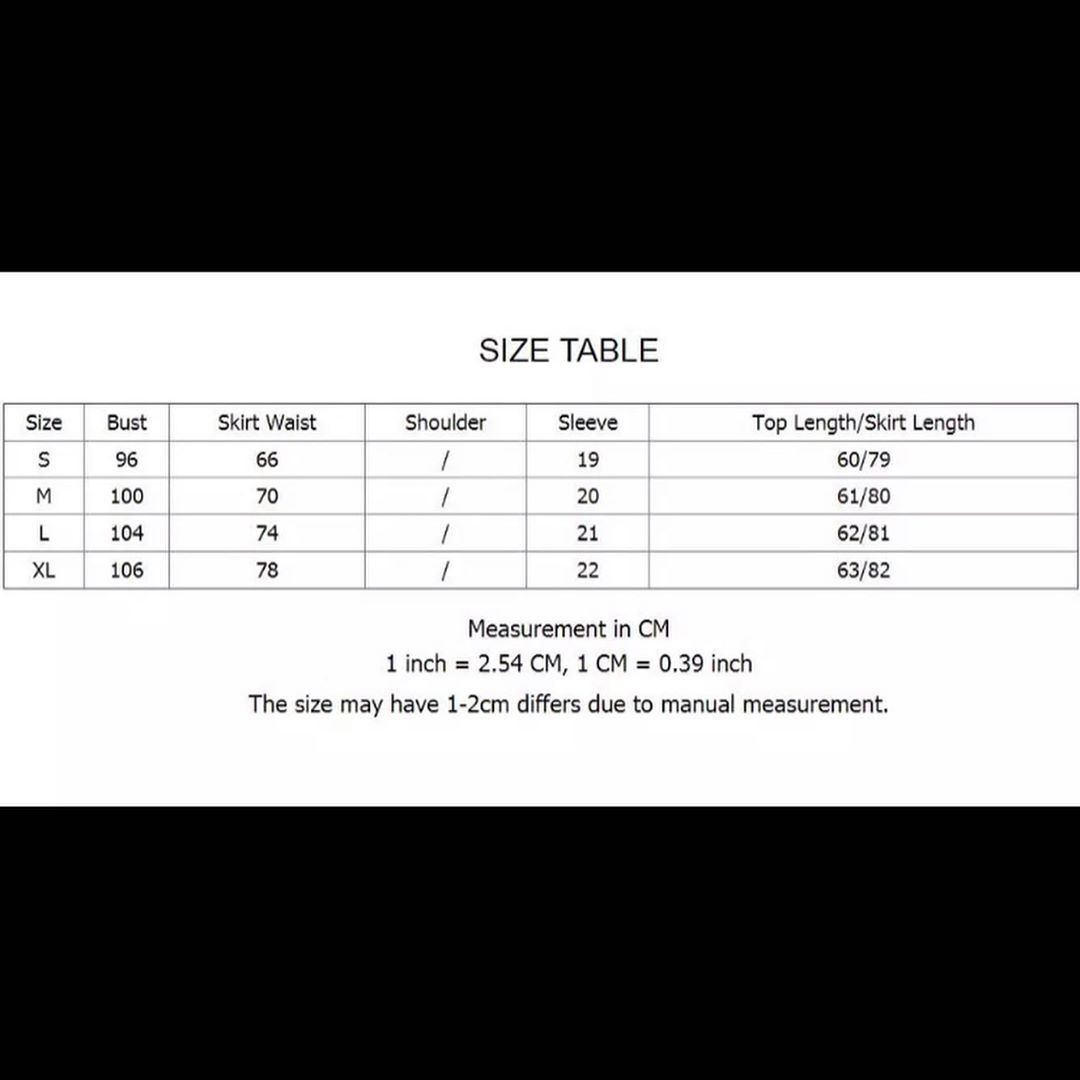 SIZE TABLE
Size Bust Skirt Waist Shoulder Sleeve Top Length/Skirt Length
S 96 66 / 19 60/79
M 100 70 / 20 61/80
L 104 74 / 21 62/81
XL 106 78 / 22 63/82
Measurement in CM
1 inch = 2.54 CM, 1 CM = 0.39 inch
The size may have 1-2cm differs due to manual measurement.